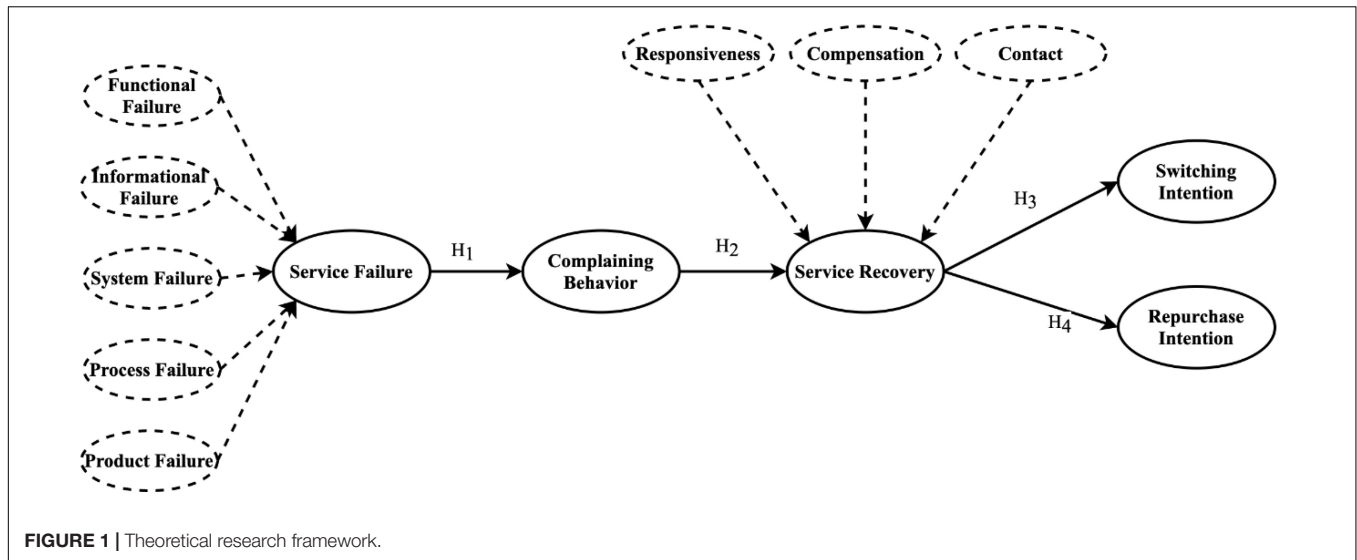 Functional
Failure
Informational
Failure
System Failure
Process Failure
Product Failure
Service Failure
H1
Complaining
Behavior
H2
Responsiveness
Compensation
Contact
Service Recovery
H3
Switching
Intention
H4
Repurchase
Intention
FIGURE 1 | Theoretical research framework.